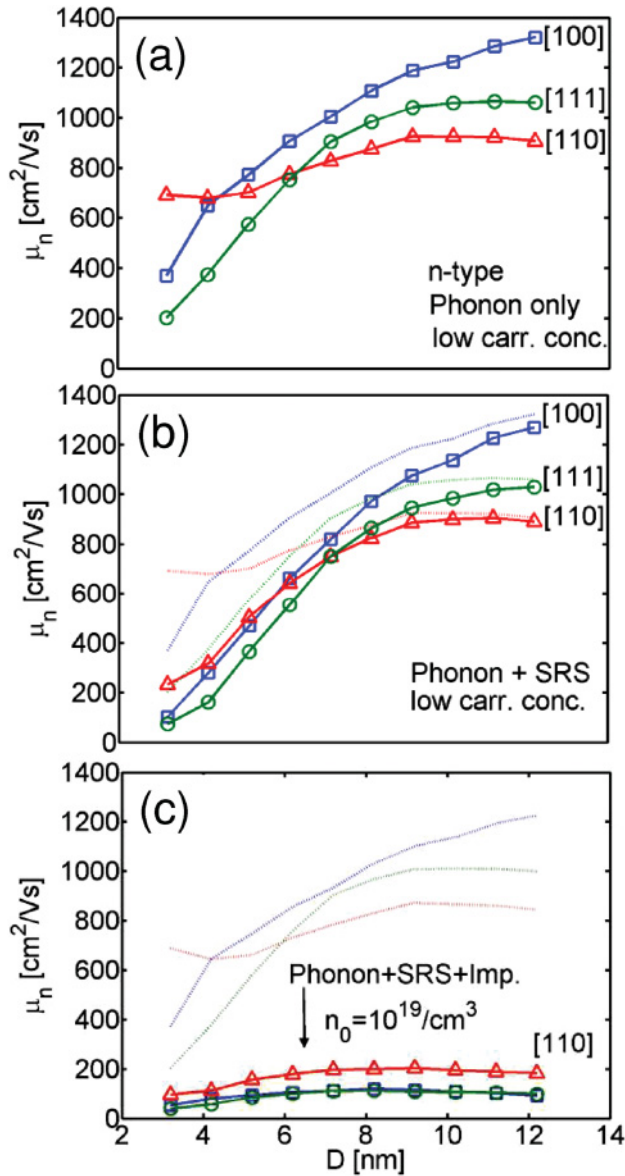 1400
1200
1000
800
600
400
200
0
μn [cm²/Vs]
(a)
[100]
[111]
[110]
n-type
Phonon only
low carr. conc.
1400
1200
1000
800
600
400
200
0
μn [cm²/Vs]
(b)
[100]
[111]
[110]
Phonon + SRS
low carr. conc.
1400
1200
1000
800
600
400
200
0
μn [cm²/Vs]
(c)
Phonon+SRS+Imp.
n₀=10¹⁹/cm³
[110]
2 4 6 8 10 12 14
D [nm]